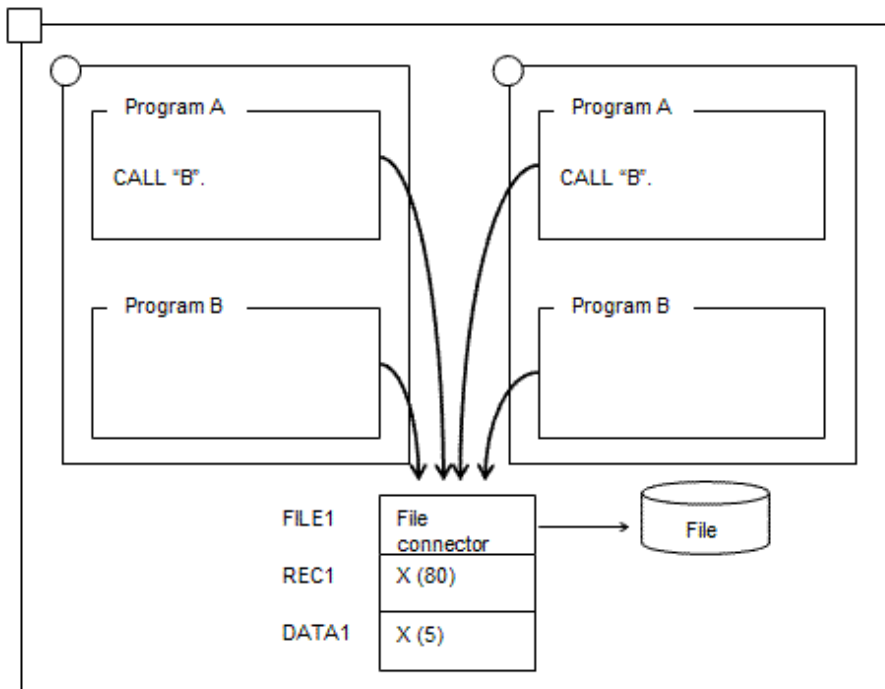 Program A
CALL “B”.
Program B
Program A
CALL “B”.
Program B
FILE1
File
connector
File
REC1
X (80)
DATA1
X (5)